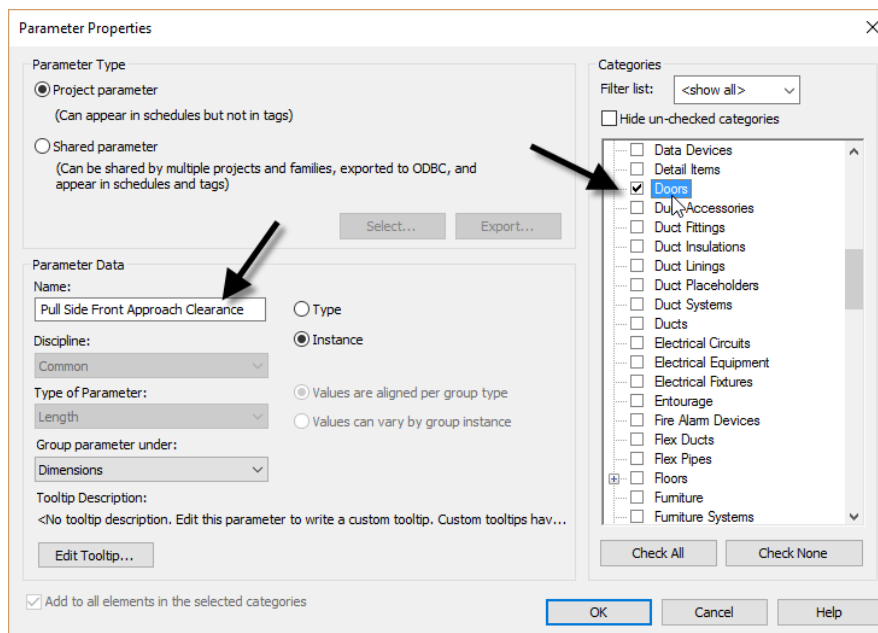 Parameter Properties
Parameter Type
Project parameter
(Can appear in schedules but not in tags)
Shared parameter
(Can be shared by multiple projects and families, exported to ODBC, and
appear in schedules and tags)
Select...
Export...
Parameter Data
Name:
Pull Side Front Approach Clearance
Type
Discipline:
Instance
Common
Type of Parameter:
Values are aligned per group type
Length
Values can vary by group instance
Group parameter under:
Dimensions
Tooltip Description:
<No tooltip description. Edit this parameter to write a custom tooltip. Custom tooltips hav...
Edit Tooltip...
Add to all elements in the selected categories
Categories
Filter list:
<show all>
Hide un-checked categories
Data Devices
Detail Items
Doors
Duct Accessories
Duct Fittings
Duct Insulations
Duct Linings
Duct Placeholders
Duct Systems
Ducts
Electrical Circuits
Electrical Equipment
Electrical Fixtures
Entourage
Fire Alarm Devices
Flex Ducts
Flex Pipes
Floors
Furniture
Furniture Systems
Check All
Check None
OK
Cancel
Help